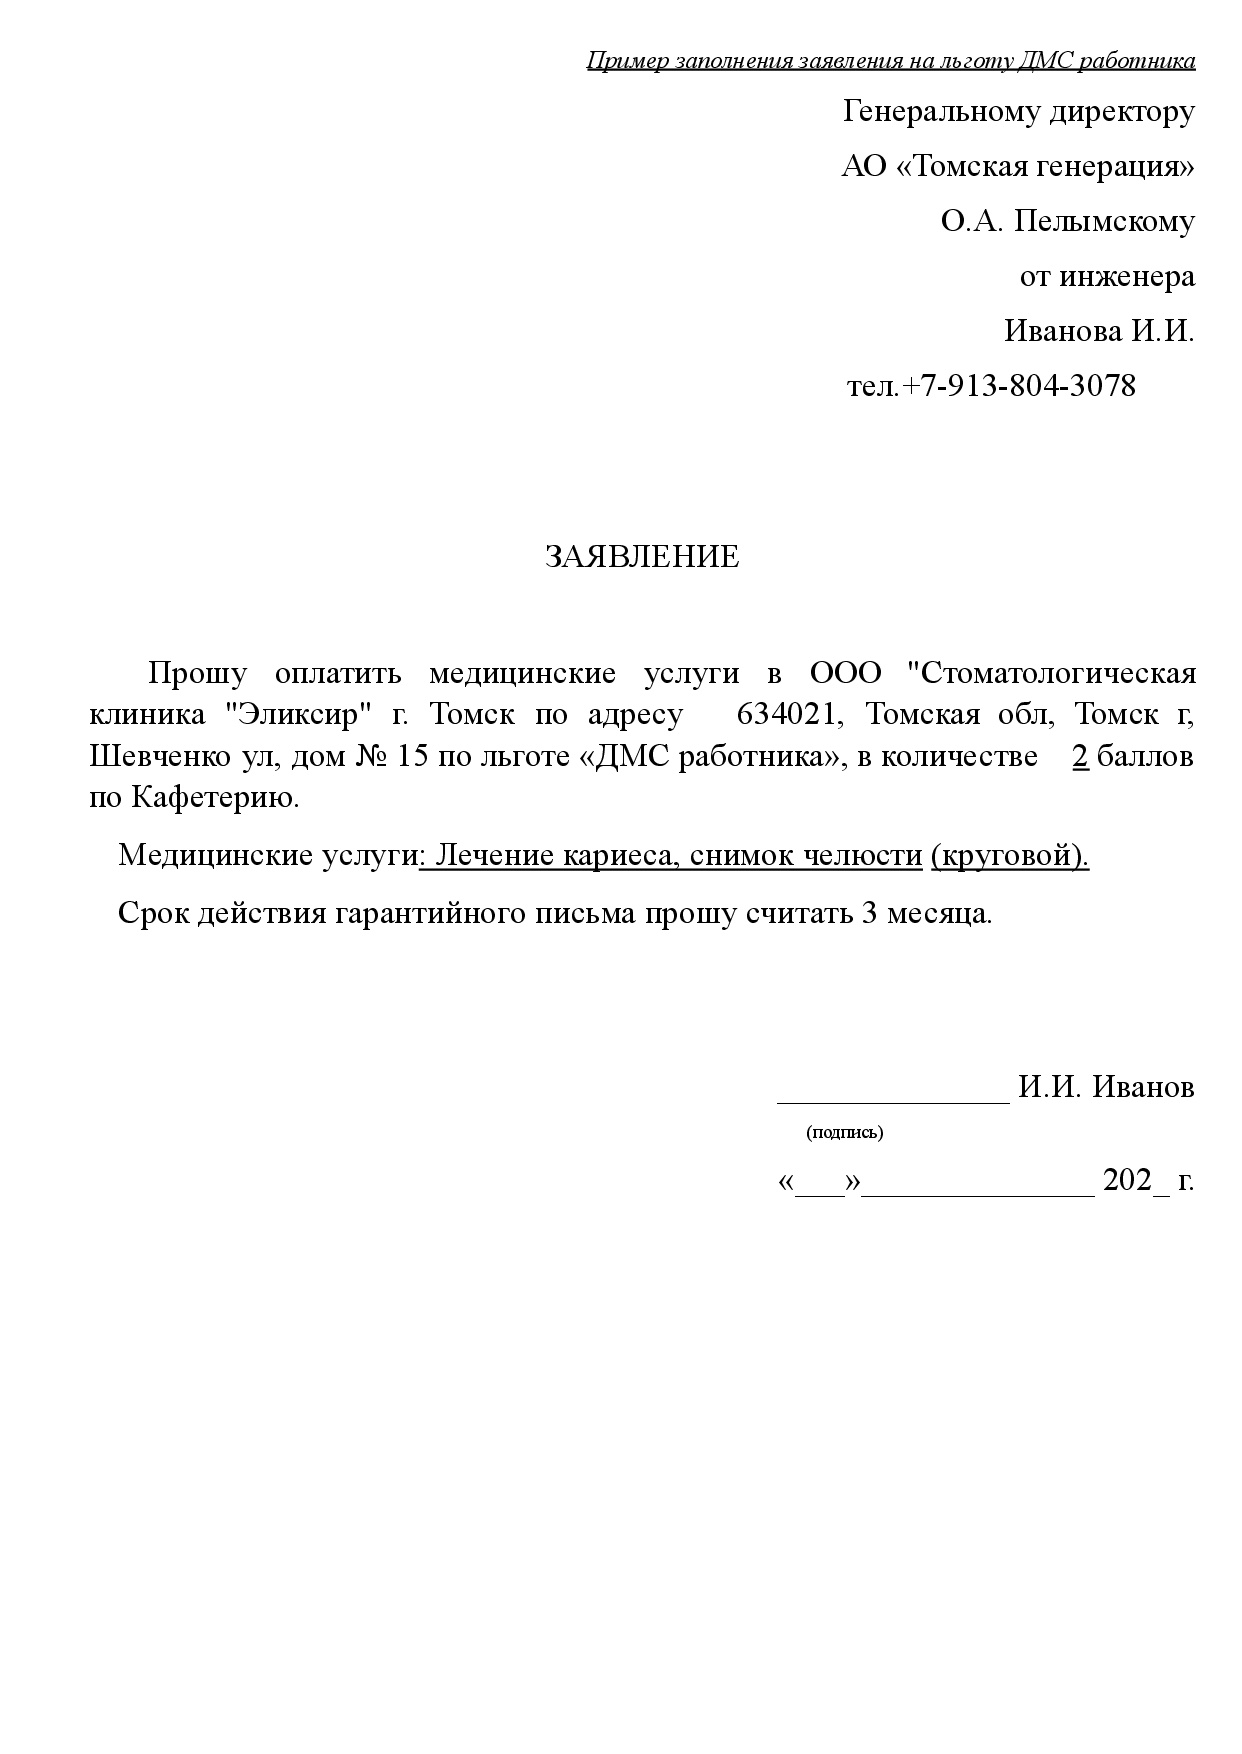 Пример заполнения заявления на льготу ДМС работника
Генеральному директору
АО «Томская генерация»
О.А. Пелымскому
от инженера
Иванова И.И.
тел.+7-913-804-3078
ЗАЯВЛЕНИЕ
Прошу оплатить медицинские услуги в ООО "Стоматологическая
клиника "Эликсир" г. Томск по адресу 634021, Томская обл, Томск г,
Шевченко ул, дом № 15 по льготе «ДМС работника», в количестве 2 баллов
по Кафетерию.
Медицинские услуги: Лечение кариеса, снимок челюсти (круговой).
Срок действия гарантийного письма прошу считать 3 месяца.
______________ И.И. Иванов
(подпись)
«___»______________ 202_ г.